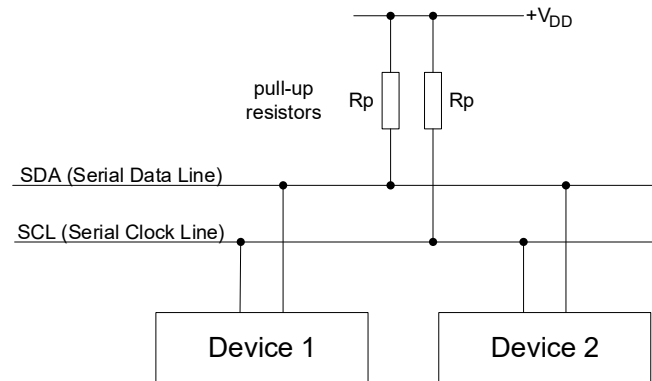 +VDD
pull-up
resistors
Rp
Rp
SDA (Serial Data Line)
SCL (Serial Clock Line)
Device 1
Device 2